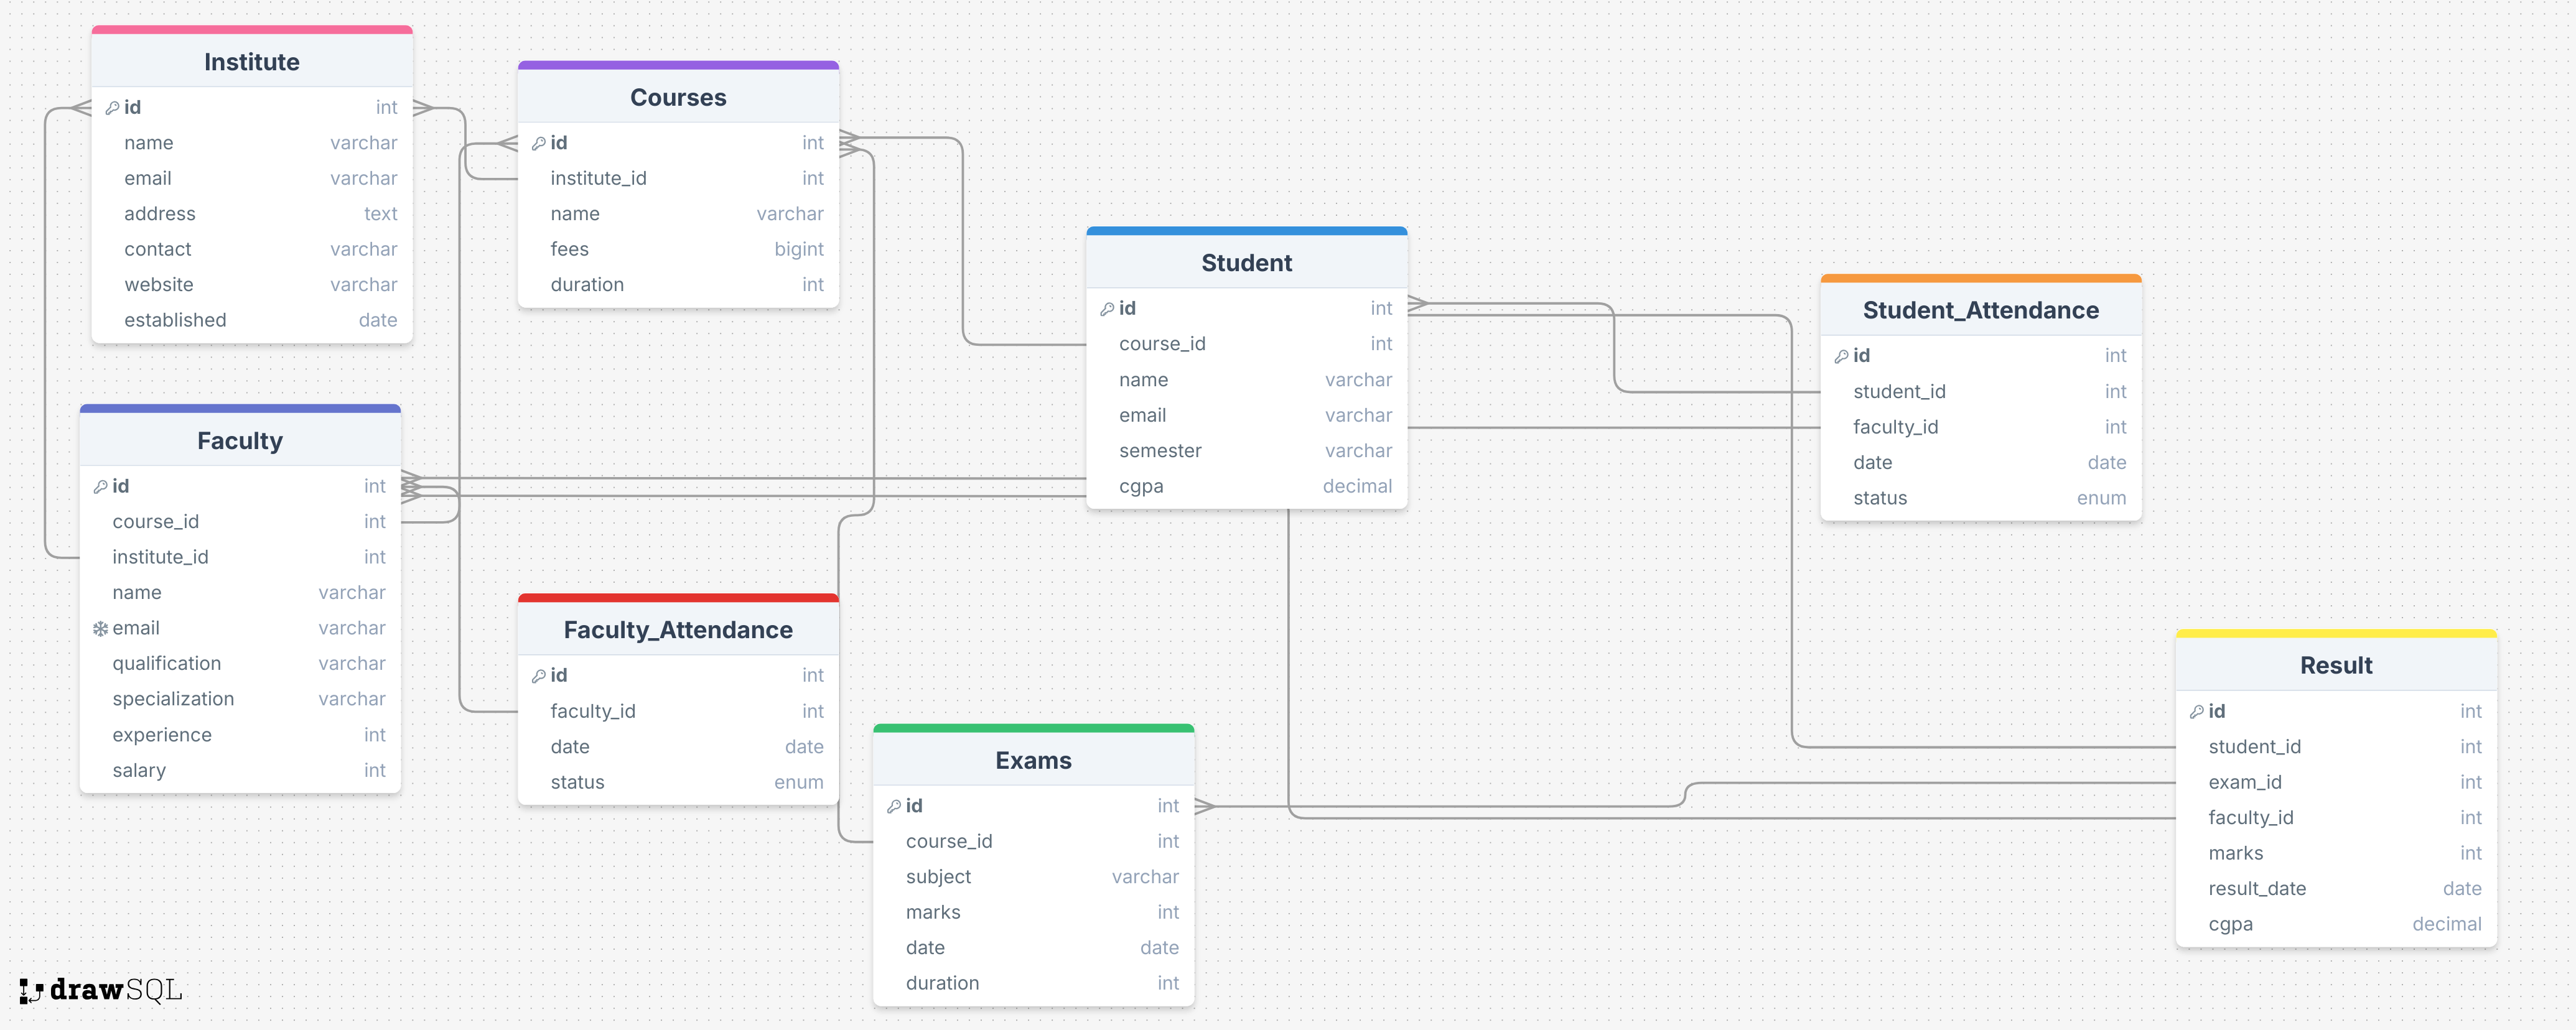 Institute
id int
name varchar
email varchar
address text
contact varchar
website varchar
established date
Courses
id int
institute_id int
name varchar
fees bigint
duration int
Student
id int
course_id int
name varchar
email varchar
semester varchar
cgpa decimal
Student_Attendance
id int
student_id int
faculty_id int
date date
status enum
Faculty
id int
course_id int
institute_id int
name varchar
email varchar
qualification varchar
specialization varchar
experience int
salary int
Faculty_Attendance
id int
faculty_id int
date date
status enum
Exams
id int
course_id int
subject varchar
marks int
date date
duration int
Result
id int
student_id int
exam_id int
faculty_id int
marks int
result_date date
cgpa decimal
drawSQL